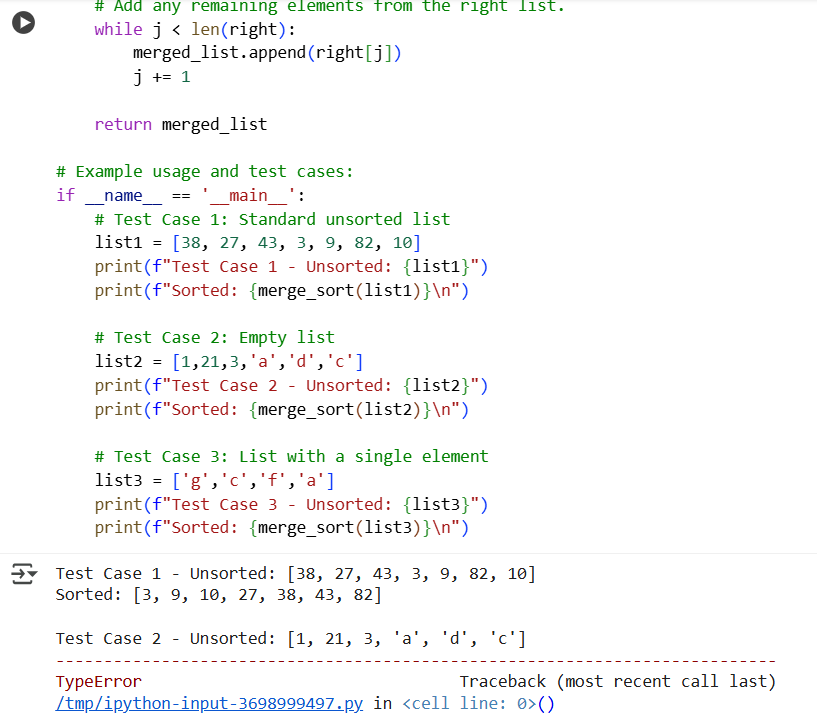 # Add any remaining elements from the right list.
while j < len(right):
merged_list.append(right[j])
j += 1
return merged_list
# Example usage and test cases:
if __name__ == '__main__':
# Test Case 1: Standard unsorted list
list1 = [38, 27, 43, 3, 9, 82, 10]
print(f"Test Case 1 - Unsorted: {list1}")
print(f"Sorted: {merge_sort(list1)}\n")
# Test Case 2: Empty list
list2 = [1,21,3,'a','d','c']
print(f"Test Case 2 - Unsorted: {list2}")
print(f"Sorted: {merge_sort(list2)}\n")
# Test Case 3: List with a single element
list3 = ['g','c','f','a']
print(f"Test Case 3 - Unsorted: {list3}")
print(f"Sorted: {merge_sort(list3)}\n")
Test Case 1 - Unsorted: [38, 27, 43, 3, 9, 82, 10]
Sorted: [3, 9, 10, 27, 38, 43, 82]
Test Case 2 - Unsorted: [1, 21, 3, 'a', 'd', 'c']
---------------------------------------------------------------------------
TypeError Traceback (most recent call last)
/tmp/ipython-input-3698999497.py in <cell line: 0>()